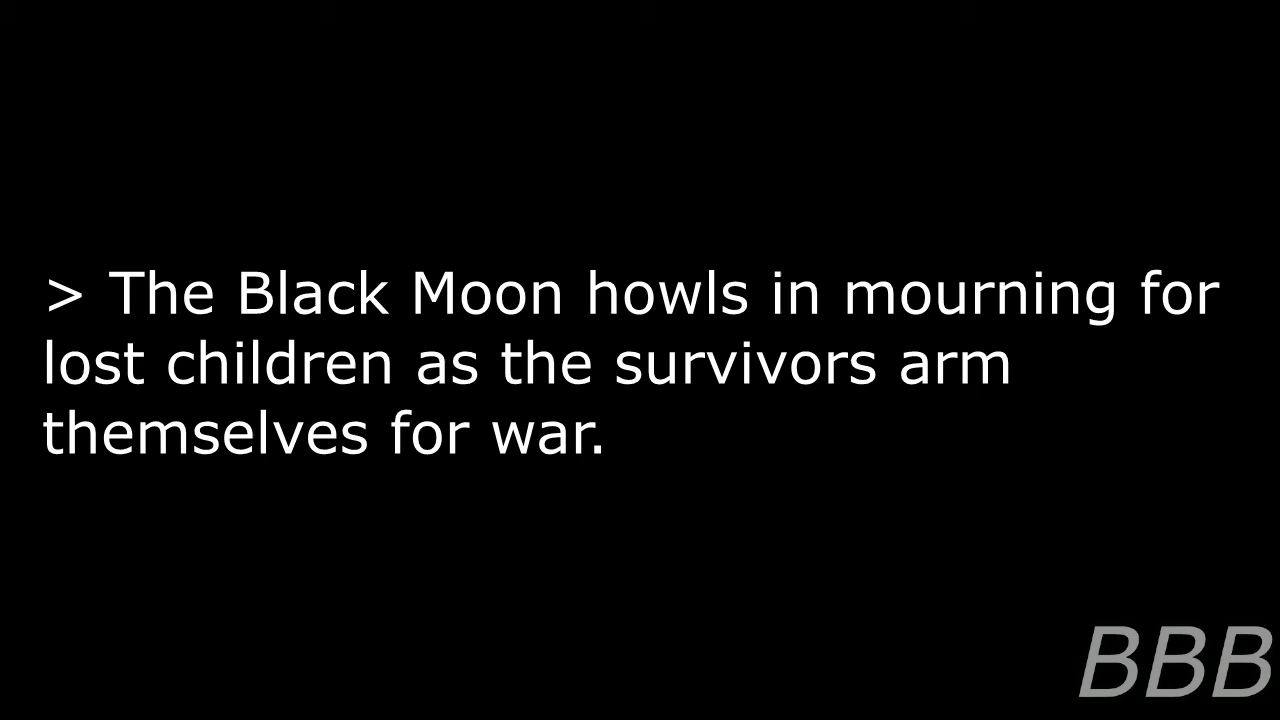 > The Black Moon howls in mourning for
lost children as the survivors arm
themselves for war.
BBB